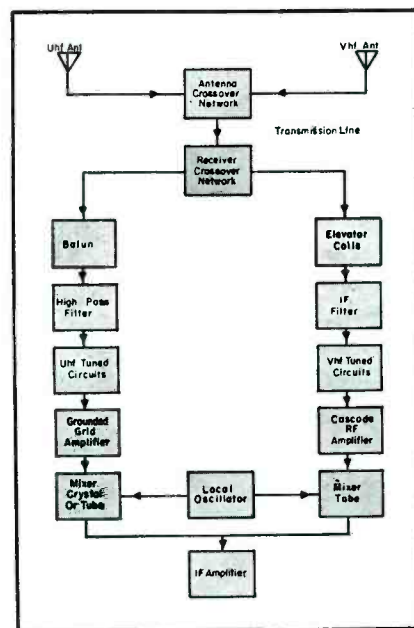 Uhf Ant
Vhf Ant
Antenna
Crossover
Network
Transmission Line
Receiver
Crossover
Network
Balun
Elevator
Coils
High Pass
Filter
IF
Filter
Uhf Tuned
Circuits
Vhf Tuned
Circuits
Grounded
Grid
Amplifier
Cascode
RF
Amplifier
Mixer
Crystal
Or Tube
Local
Oscillator
Mixer
Tube
IF Amplifier